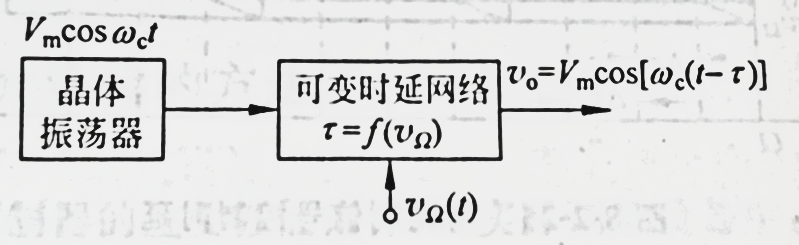 V_m cos ω_c t
晶体
振荡器
可变时延网络
τ=f(v_Ω)
v_o=V_m cos[ω_c(t-τ)]
v_Ω(t)